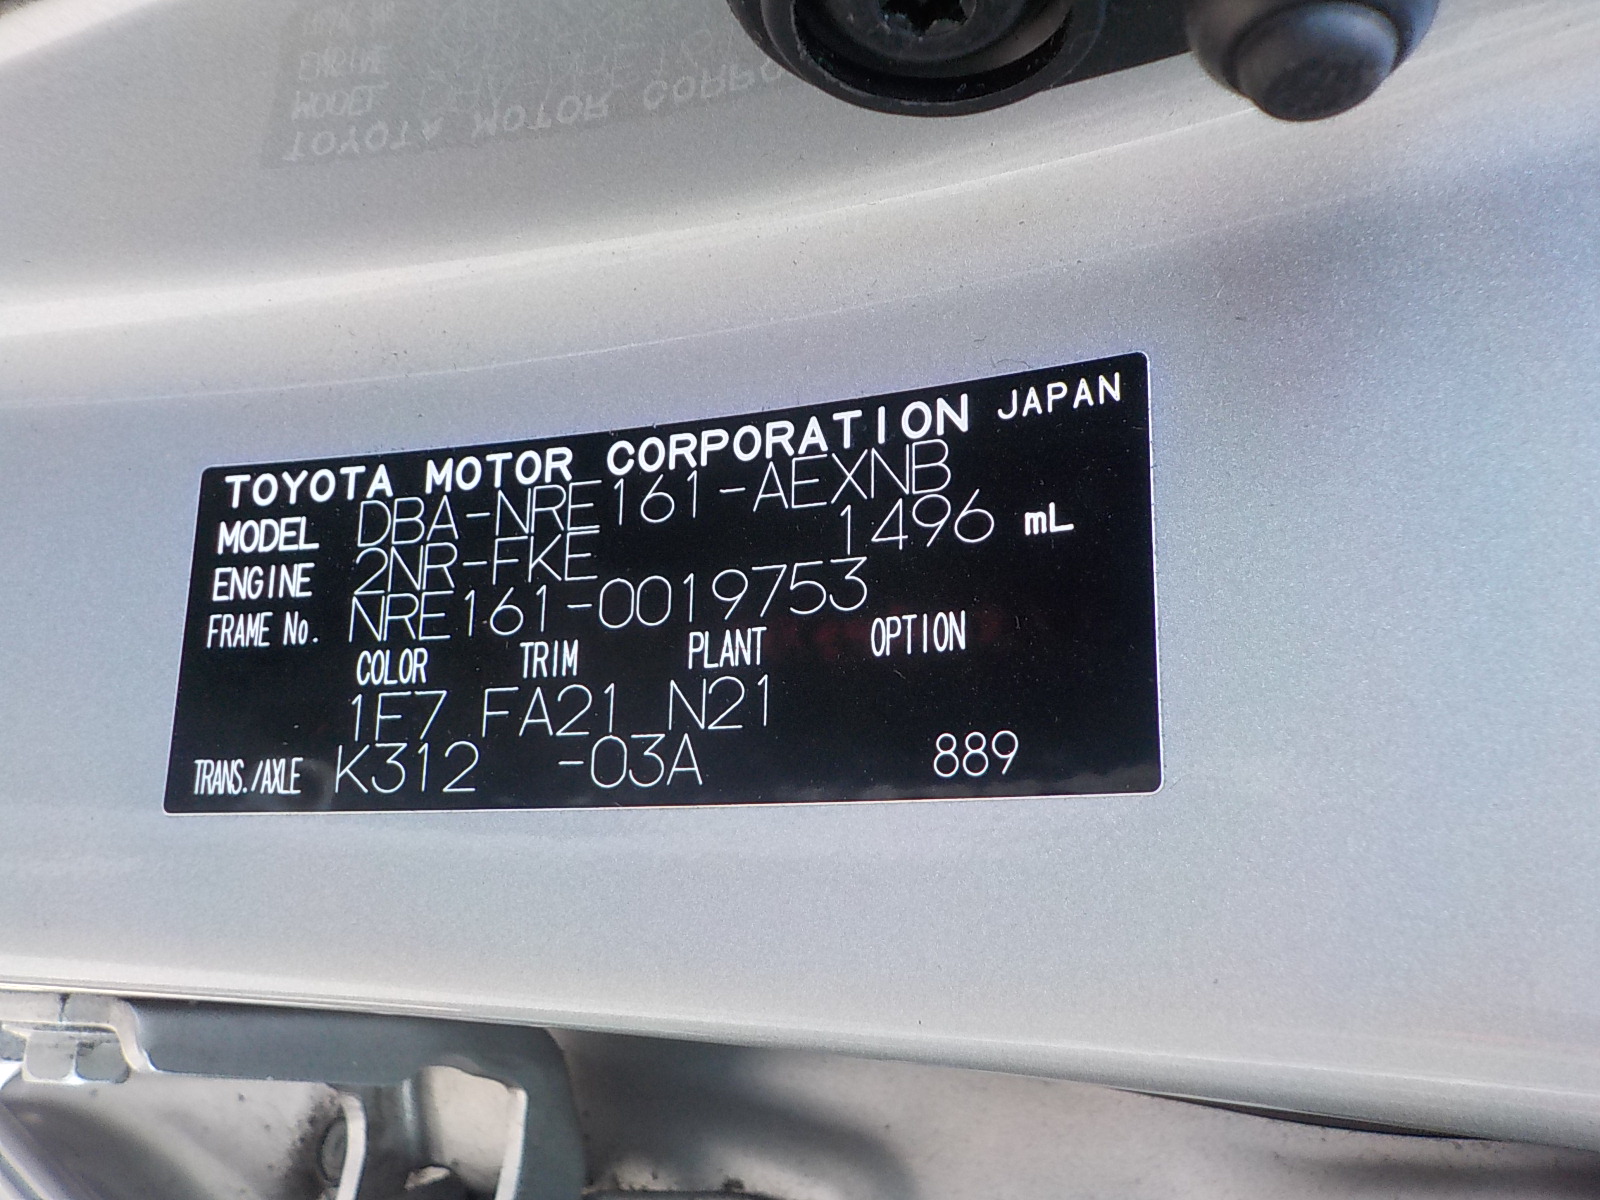 TOYOTA MOTOR CORPORATION JAPAN
MODEL DBA-NRE161-AEXNB
ENGINE 2NR-FKE 1496 mL
FRAME No. NRE161-0019753
COLOR TRIM PLANT OPTION
1F7 FA21 N21
TRANS./AXLE K312 -03A 889